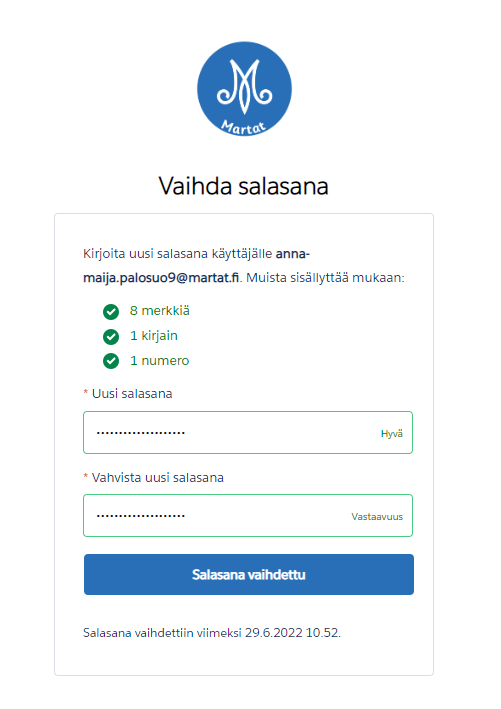 Martat
Vaihda salasana
Kirjoita uusi salasana käyttäjälle anna-
maija.palosuo9@martat.fi. Muista sisällyttää mukaan:
8 merkkiä
1 kirjain
1 numero
* Uusi salasana
Hyvä
* Vahvista uusi salasana
Vastaavuus
Salasana vaihdettu
Salasana vaihdettiin viimeksi 29.6.2022 10.52.